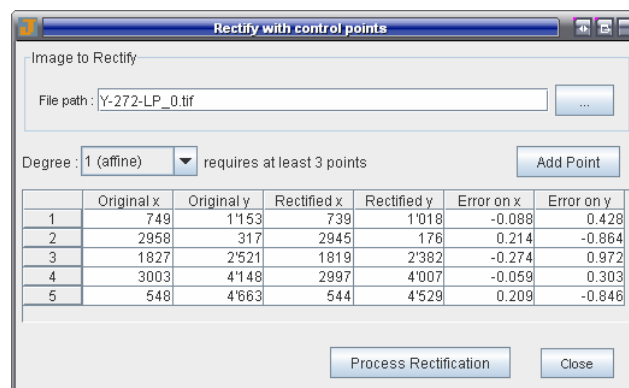 Rectify with control points
Image to Rectify
File path : Y-272-LP_0.tif ...
Degree : 1 (affine) requires at least 3 points Add Point
Original x Original y Rectified x Rectified y Error on x Error on y
1 749 1'153 739 1'018 -0.088 0.428
2 2958 317 2945 176 0.214 -0.864
3 1827 2'521 1819 2'382 -0.274 0.972
4 3003 4'148 2997 4'007 -0.059 0.303
5 548 4'663 544 4'529 0.209 -0.846
Process Rectification Close